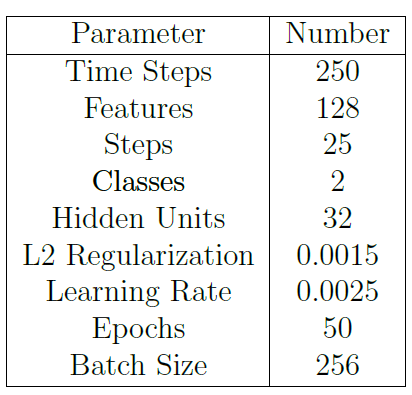 Parameter Number
Time Steps 250
Features 128
Steps 25
Classes 2
Hidden Units 32
L2 Regularization 0.0015
Learning Rate 0.0025
Epochs 50
Batch Size 256